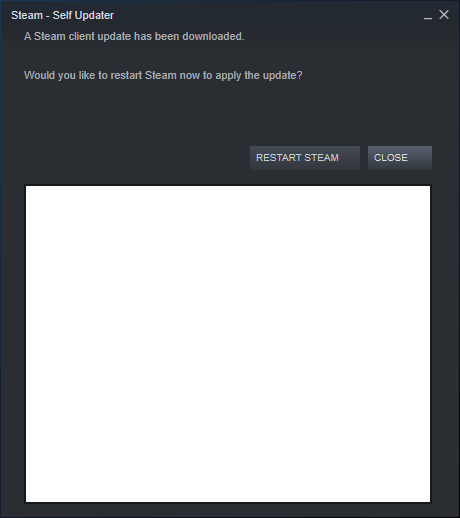 Steam - Self Updater
A Steam client update has been downloaded.
Would you like to restart Steam now to apply the update?
RESTART STEAM
CLOSE